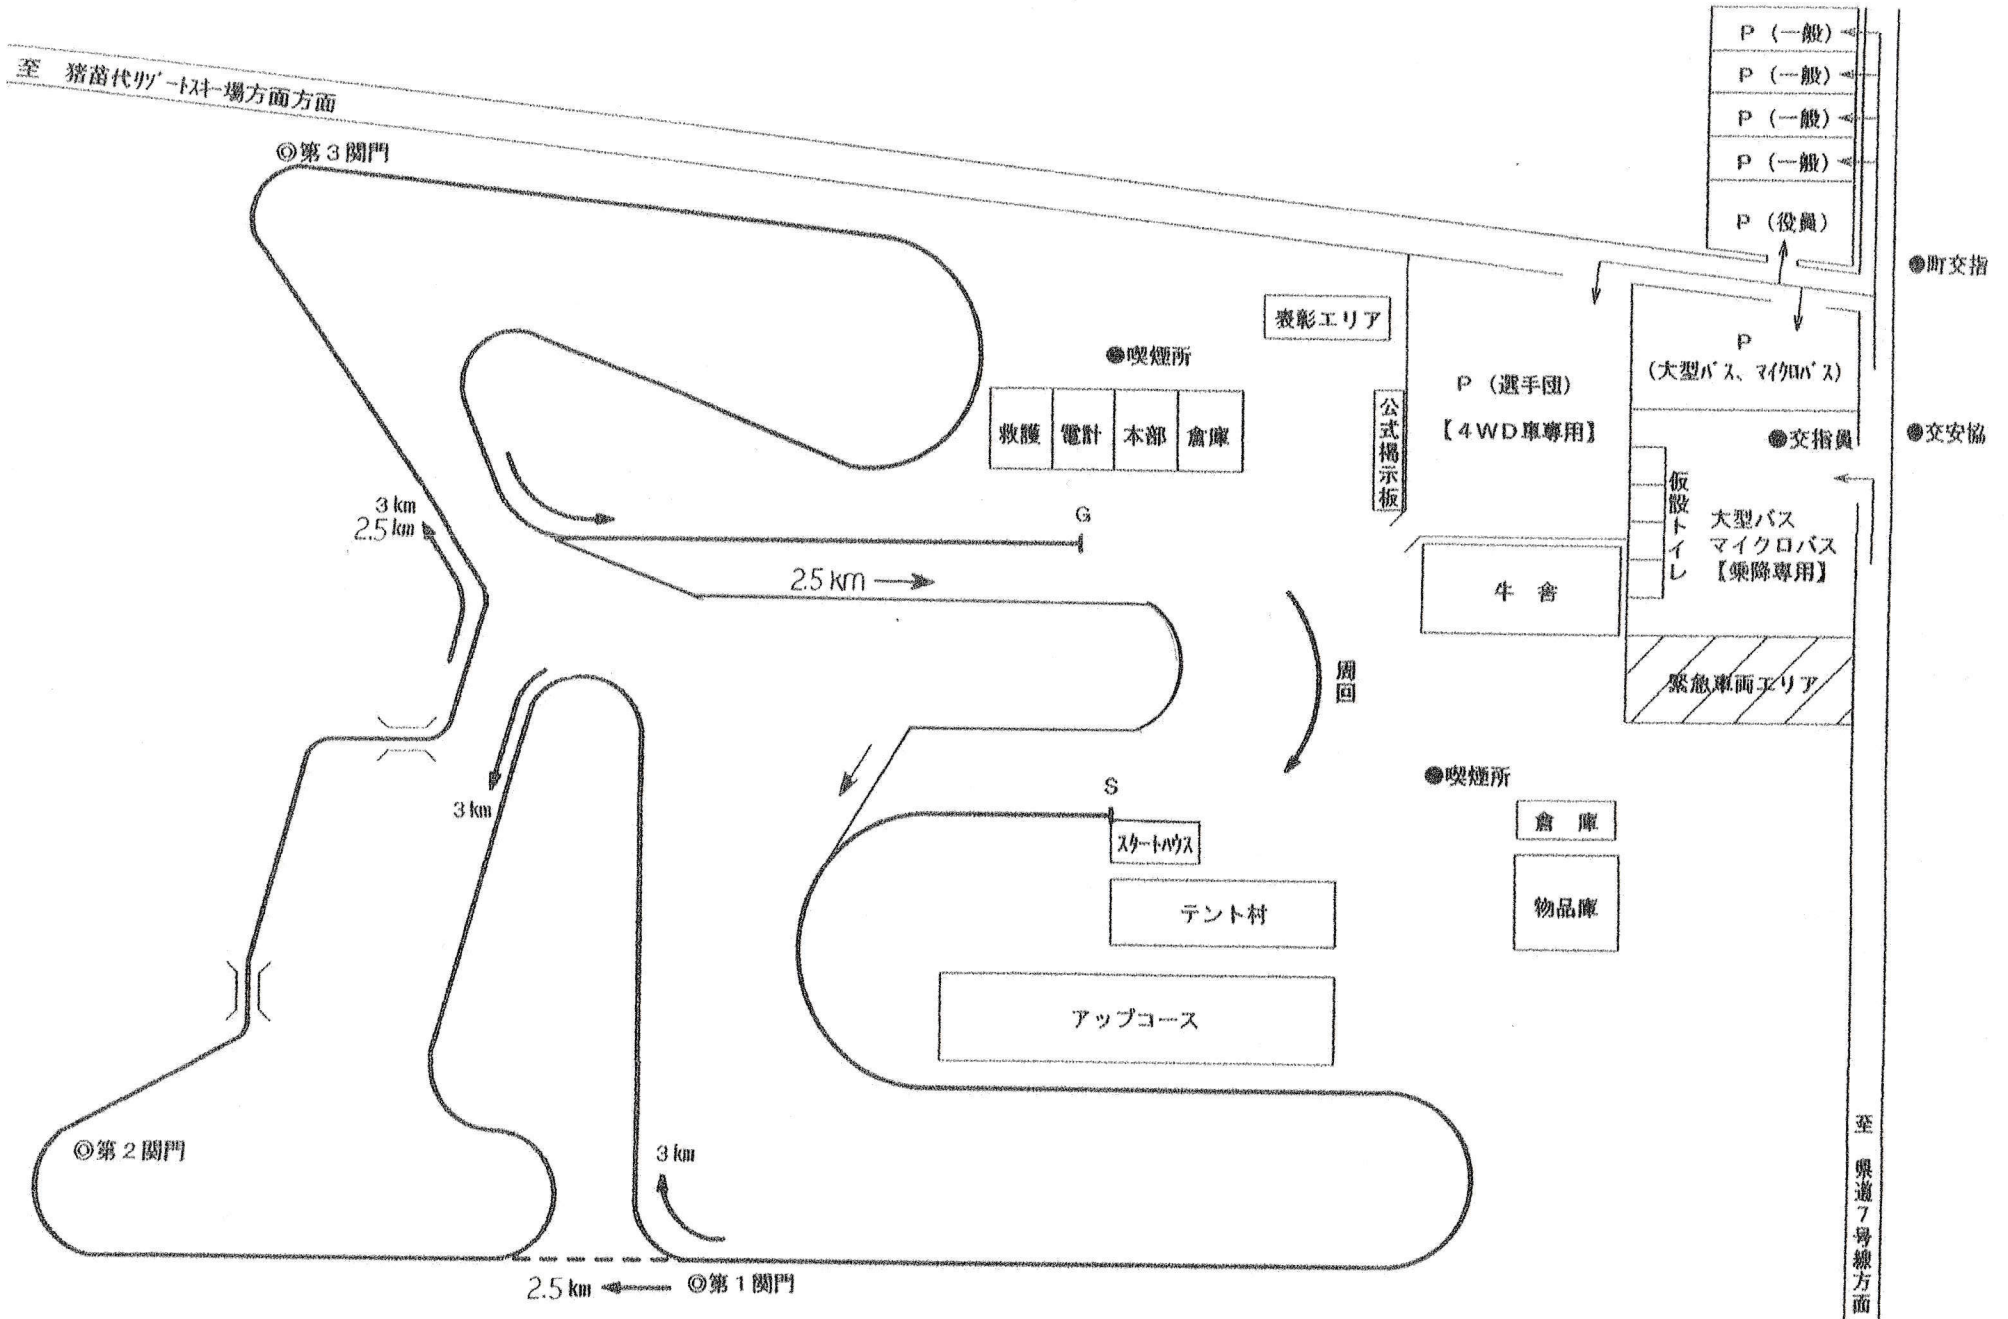 P（一般）
P（一般）
P（一般）
P（一般）
P（役員）
至　猪苗代ﾘｿﾞｰﾄｽｷｰ場方面方面
◎第３関門
●町交指
表彰エリア
●喫煙所
P
（大型ﾊﾞｽ、ﾏｲｸﾛﾊﾞｽ）
P（選手団）
【４WD車専用】
公式掲示板
救護
電計
本部
倉庫
●交指員
●交安協
仮設トイレ
大型バス
マイクロバス
【乗降専用】
3 km
2.5 km
G
2.5 km
牛　舎
周回
緊急車両エリア
3 km
S
●喫煙所
スタートハウス
倉　庫
テント村
物品庫
アップコース
◎第２関門
3 km
2.5 km
◎第１関門
至　県道７号線方面